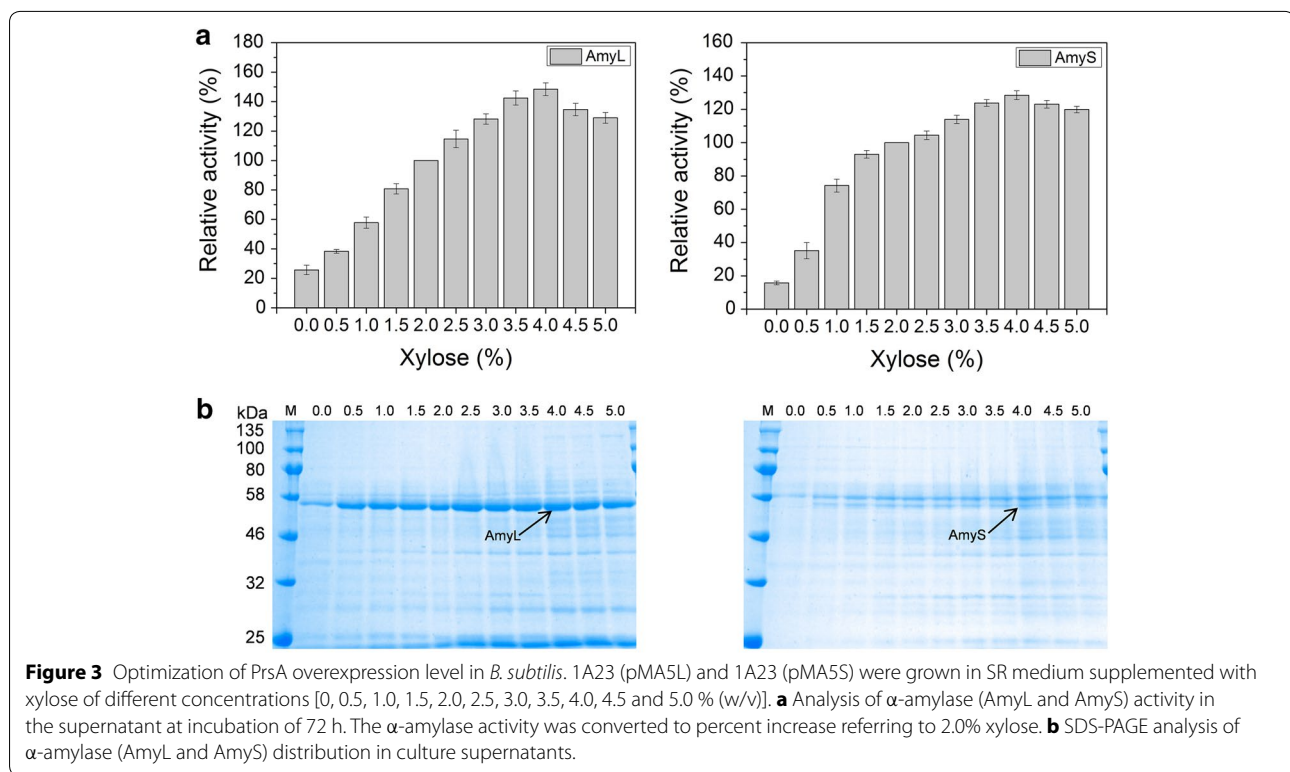 a
180
160
140
120
100
80
60
40
20
0
Relative activity (%)
AmyL
0.0 0.5 1.0 1.5 2.0 2.5 3.0 3.5 4.0 4.5 5.0
Xylose (%)
160
140
120
100
80
60
40
20
0
Relative activity (%)
AmyS
0.0 0.5 1.0 1.5 2.0 2.5 3.0 3.5 4.0 4.5 5.0
Xylose (%)
b
kDa M 0.0 0.5 1.0 1.5 2.0 2.5 3.0 3.5 4.0 4.5 5.0
135
100
80
58
46
32
25
AmyL
M 0.0 0.5 1.0 1.5 2.0 2.5 3.0 3.5 4.0 4.5 5.0
AmyS
Figure 3 Optimization of PrsA overexpression level in B. subtilis. 1A23 (pMA5L) and 1A23 (pMA5S) were grown in SR medium supplemented with
xylose of different concentrations [0, 0.5, 1.0, 1.5, 2.0, 2.5, 3.0, 3.5, 4.0, 4.5 and 5.0 % (w/v)]. a Analysis of α-amylase (AmyL and AmyS) activity in
the supernatant at incubation of 72 h. The α-amylase activity was converted to percent increase referring to 2.0% xylose. b SDS-PAGE analysis of
α-amylase (AmyL and AmyS) distribution in culture supernatants.